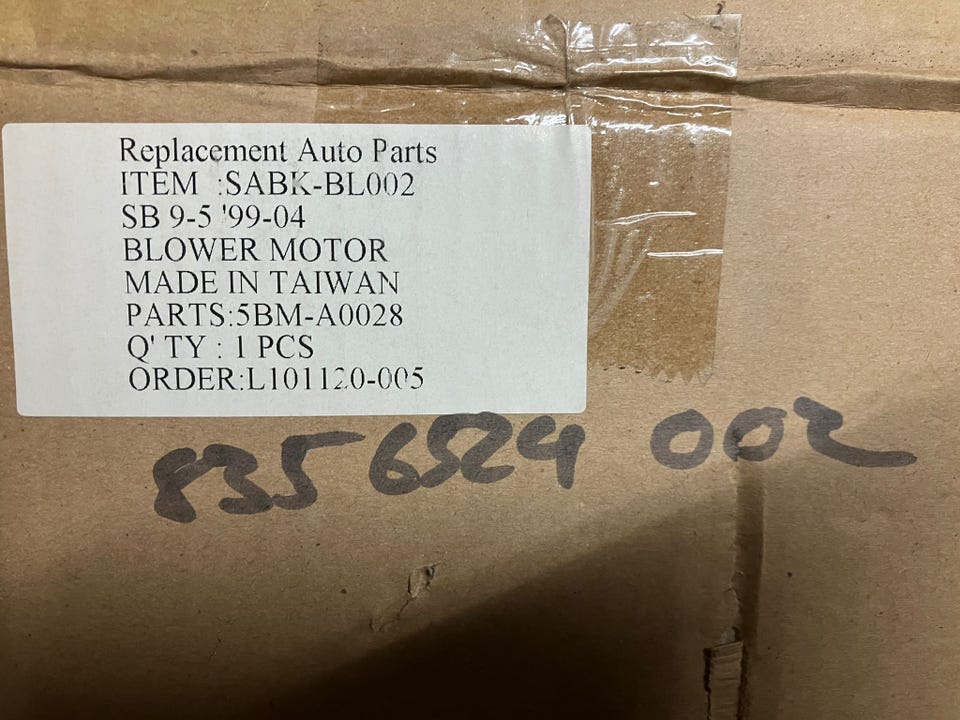 Replacement Auto Parts
ITEM :SABK-BL002
SB 9-5 '99-04
BLOWER MOTOR
MADE IN TAIWAN
PARTS:5BM-A0028
Q' TY : 1 PCS
ORDER:L101120-005
835 6524 002